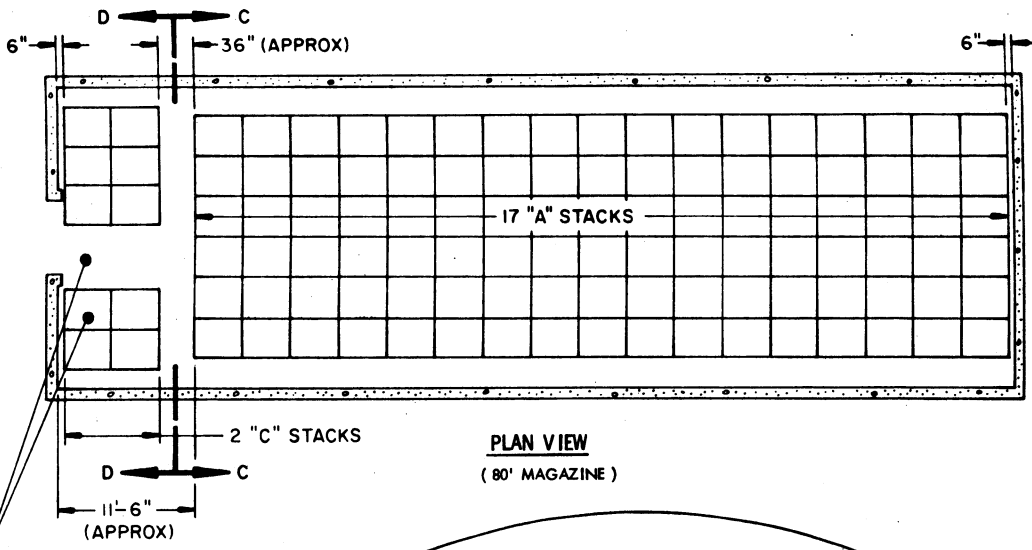 D C
6" 36" (APPROX) 6"
17 "A" STACKS
2 "C" STACKS
PLAN VIEW
(80' MAGAZINE)
D C
11'-6"
(APPROX)